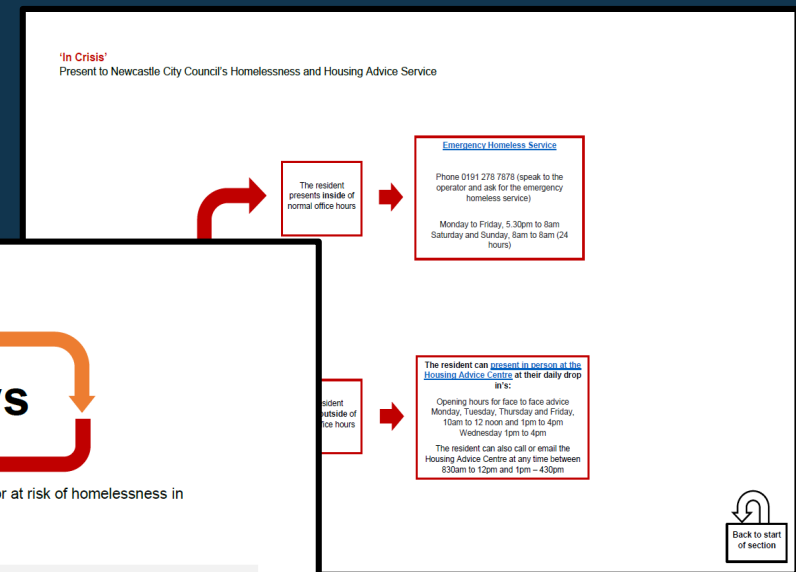 'In Crisis'
Present to Newcastle City Council's Homelessness and Housing Advice Service
The resident
presents inside of
normal office hours
Emergency Homeless Service
Phone 0191 278 7878 (speak to the
operator and ask for the emergency
homeless service)
Monday to Friday, 5.30pm to 8am
Saturday and Sunday, 8am to 8am (24
hours)
outside of
The resident can present in person at the
Housing Advice Centre at their daily drop
in's:
Opening hours for face to face advice
Monday, Tuesday, Thursday and Friday,
10am to 12 noon and 1pm to 4pm
Wednesday 1pm to 4pm
The resident can also call or email the
Housing Advice Centre at any time between
830am to 12pm and 1pm – 430pm
or at risk of homelessness in
Back to start
of section